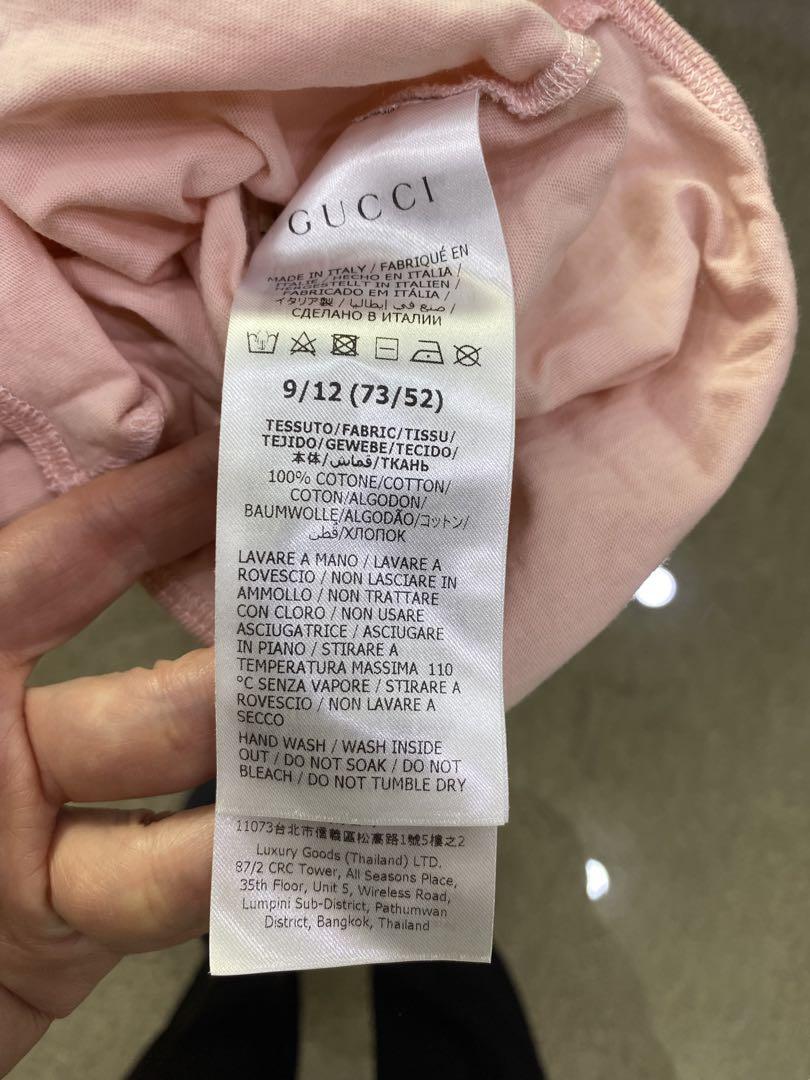 GUCCI
MADE IN ITALY / FABRIQUÉ EN
ITALIE / HECHO EN ITALIA /
HERGESTELLT IN ITALIEN /
FABRICADO EM ITÁLIA /
イタリア製 / صنع في إيطاليا /
СДЕЛАНО В ИТАЛИИ
9/12 (73/52)
TESSUTO/FABRIC/TISSU/
TEJIDO/GEWEBE/TECIDO/
本体/قماش/ТКАНЬ
100% COTONE/COTTON/
COTON/ALGODON/
BAUMWOLLE/ALGODÃO/コットン/
قطن/ХЛОПОК
LAVARE A MANO / LAVARE A
ROVESCIO / NON LASCIARE IN
AMMOLLO / NON TRATTARE
CON CLORO / NON USARE
ASCIUGATRICE / ASCIUGARE
IN PIANO / STIRARE A
TEMPERATURA MASSIMA 110
°C SENZA VAPORE / STIRARE A
ROVESCIO / NON LAVARE A
SECCO
HAND WASH / WASH INSIDE
OUT / DO NOT SOAK / DO NOT
BLEACH / DO NOT TUMBLE DRY
11073台北市信義區松高路1號5樓之2
Luxury Goods (Thailand) LTD.
87/2 CRC Tower, All Seasons Place,
35th Floor, Unit 5, Wireless Road,
Lumpini Sub-District, Pathumwan
District, Bangkok, Thailand